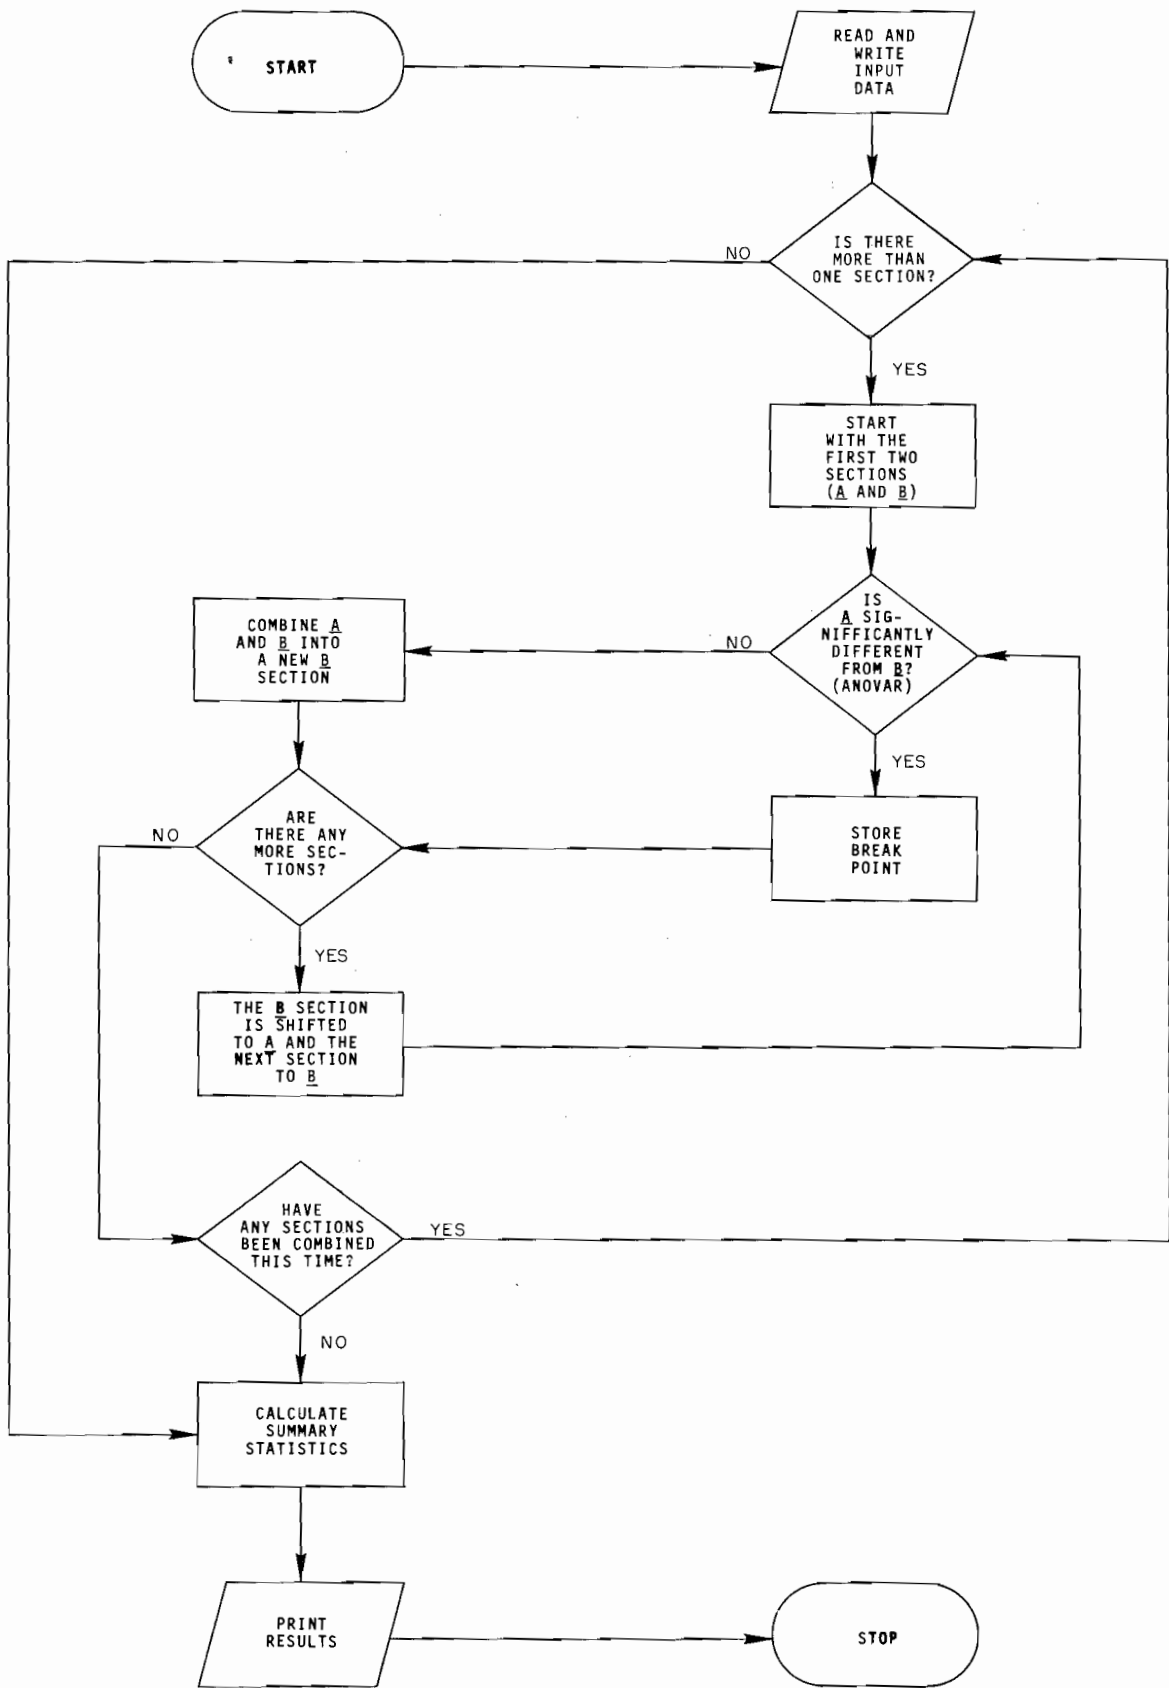 START
READ AND
WRITE
INPUT
DATA
IS THERE
MORE THAN
ONE SECTION?
NO
YES
START
WITH THE
FIRST TWO
SECTIONS
(A AND B)
IS
A SIG-
NIFFICANTLY
DIFFERENT
FROM B?
(ANOVAR)
NO
YES
COMBINE A
AND B INTO
A NEW B
SECTION
STORE
BREAK
POINT
ARE
THERE ANY
MORE SEC-
TIONS?
NO
YES
THE B SECTION
IS SHIFTED
TO A AND THE
NEXT SECTION
TO B
HAVE
ANY SECTIONS
BEEN COMBINED
THIS TIME?
YES
NO
CALCULATE
SUMMARY
STATISTICS
PRINT
RESULTS
STOP